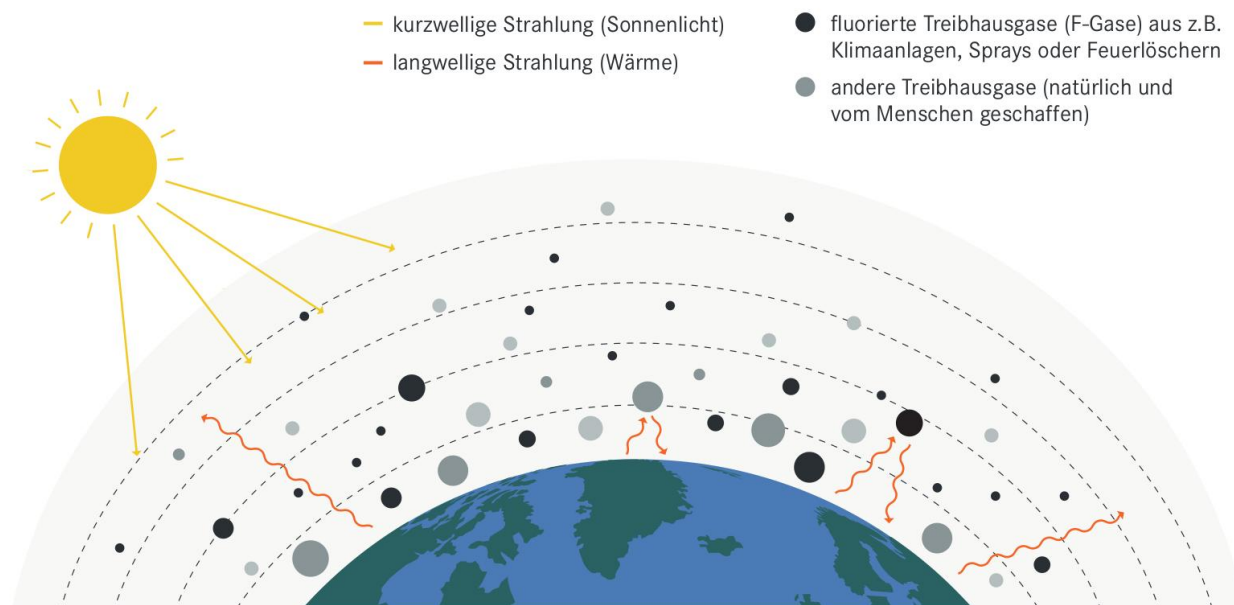 kurzwellige Strahlung (Sonnenlicht)
langwellige Strahlung (Wärme)
fluorierte Treibhausgase (F-Gase) aus z.B.
Klimaanlagen, Sprays oder Feuerlöschern
andere Treibhausgase (natürlich und
vom Menschen geschaffen)